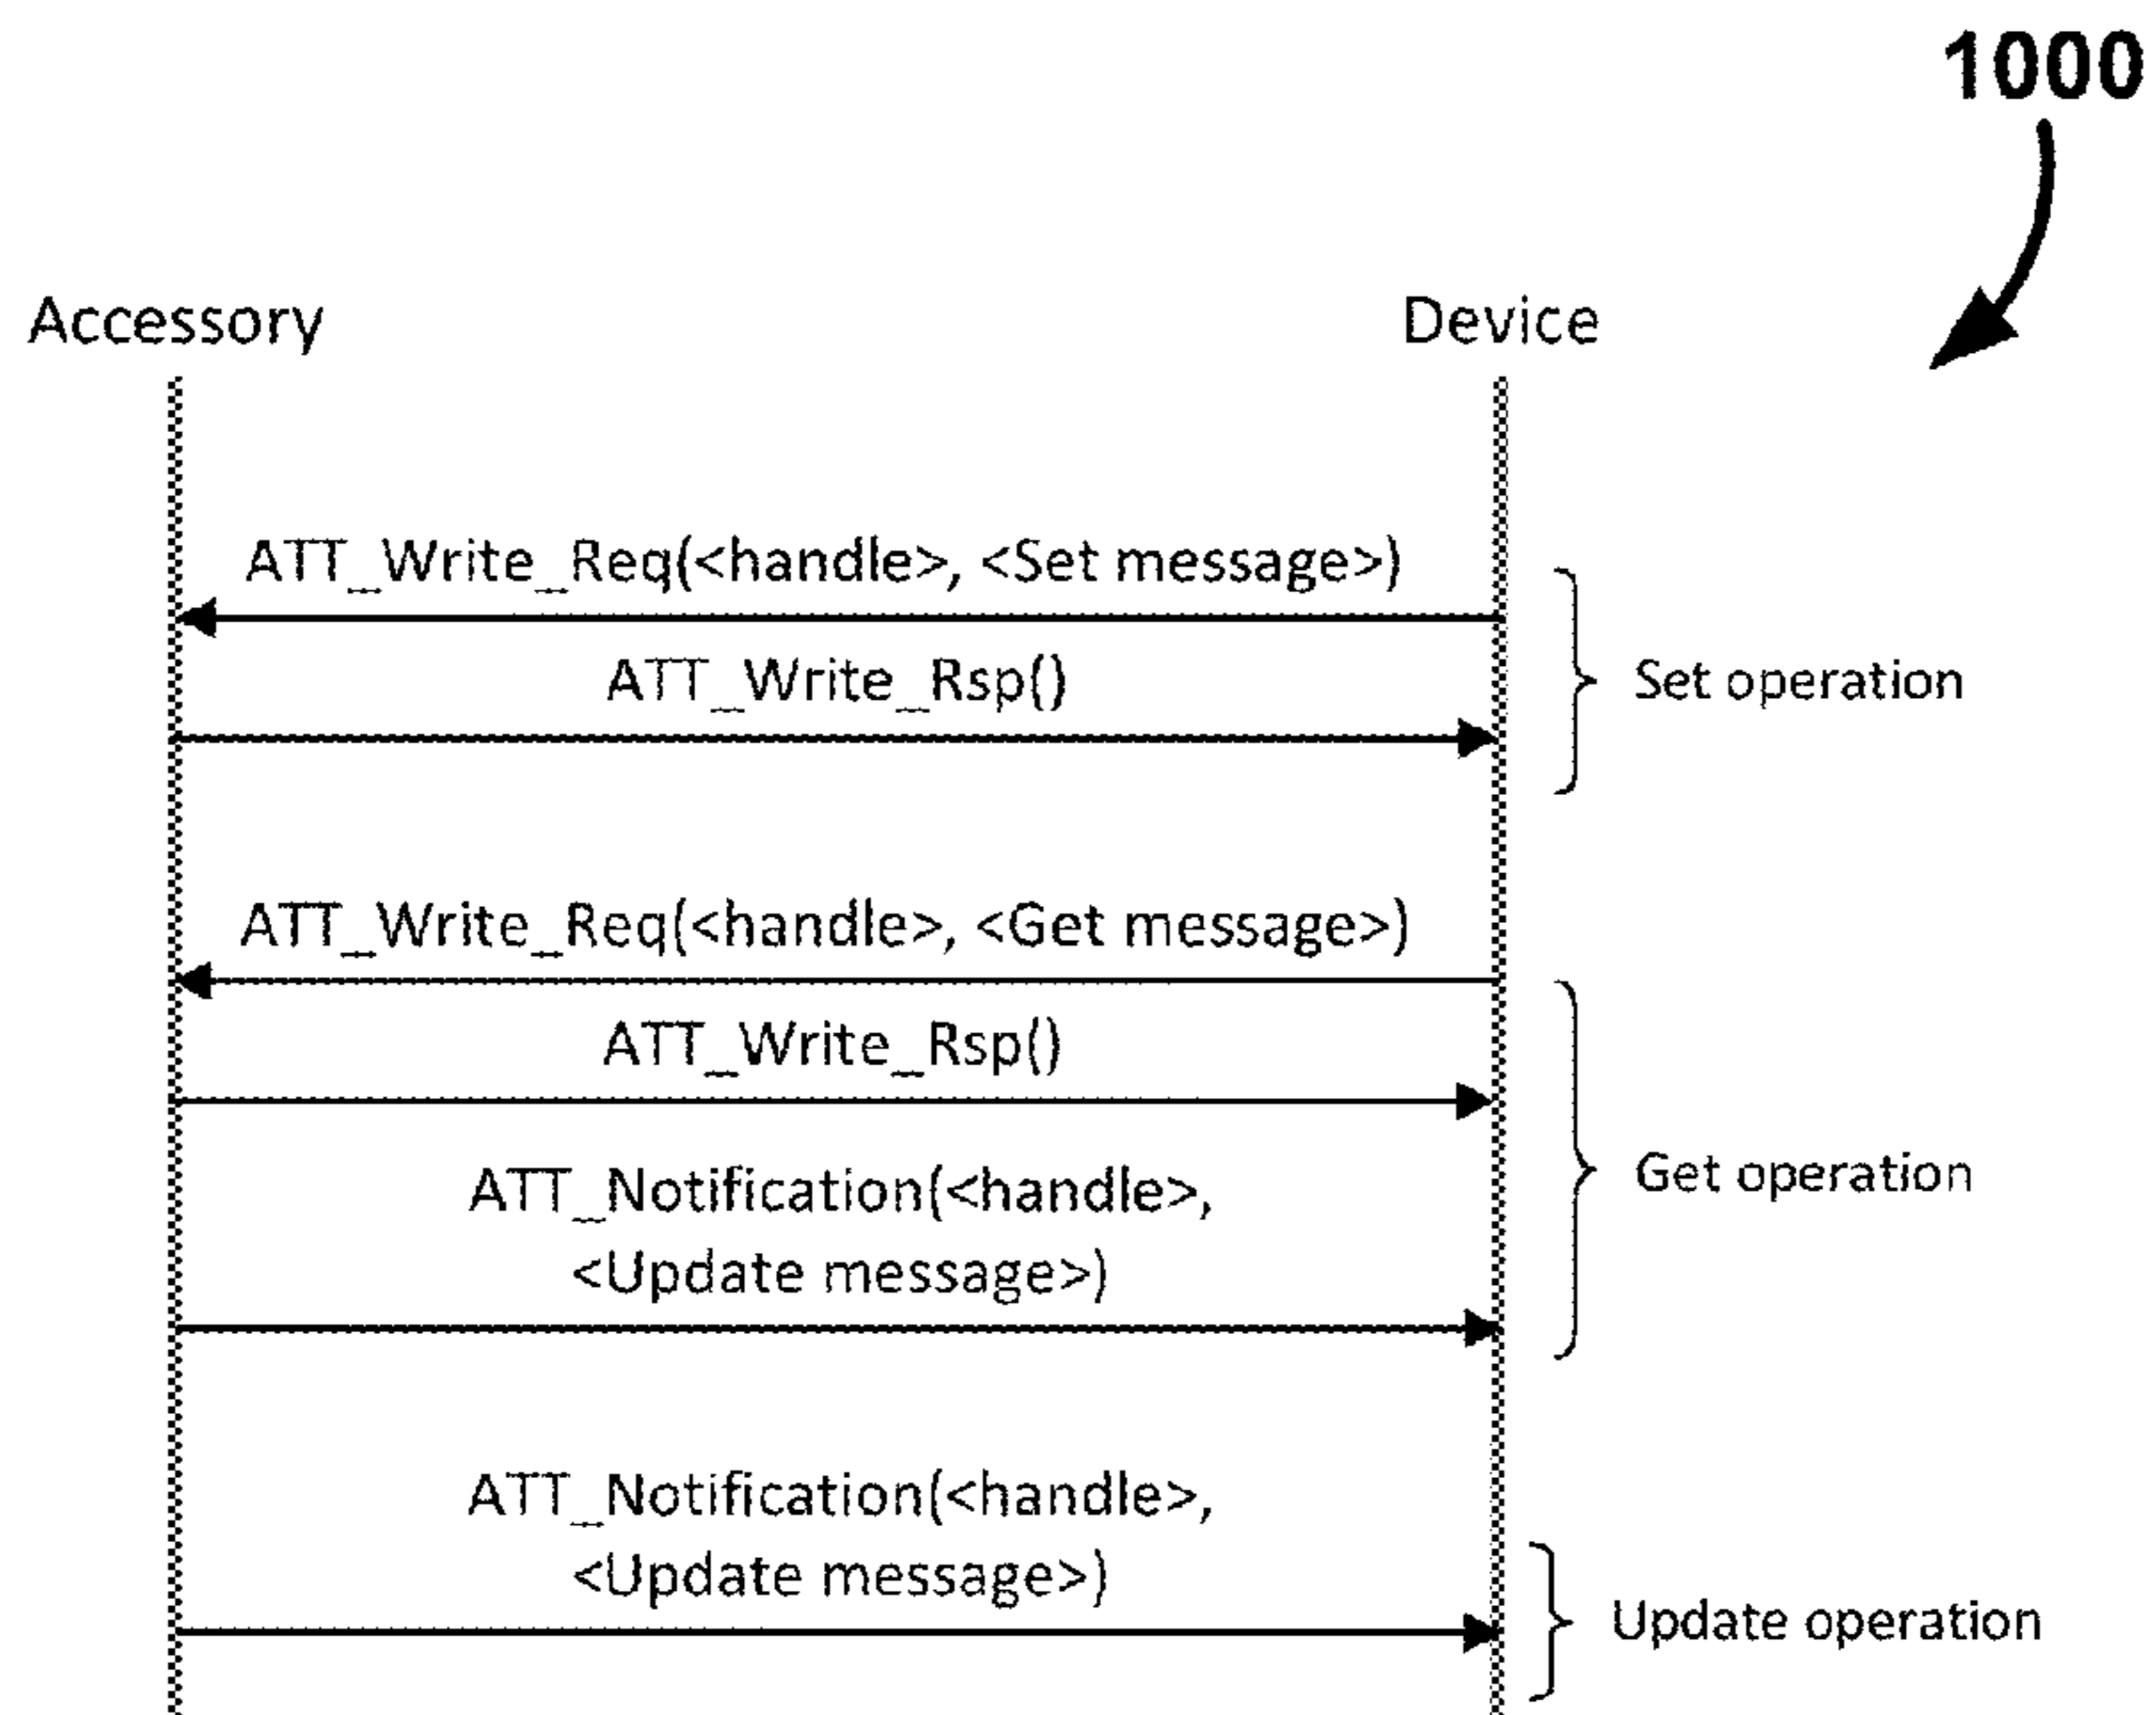 1000
Accessory
Device
ATT_Write_Req(<handle>, <Set message>)
ATT_Write_Rsp()
Set operation
ATT_Write_Req(<handle>, <Get message>)
ATT_Write_Rsp()
ATT_Notification(<handle>,
<Update message>)
Get operation
ATT_Notification(<handle>,
<Update message>)
Update operation